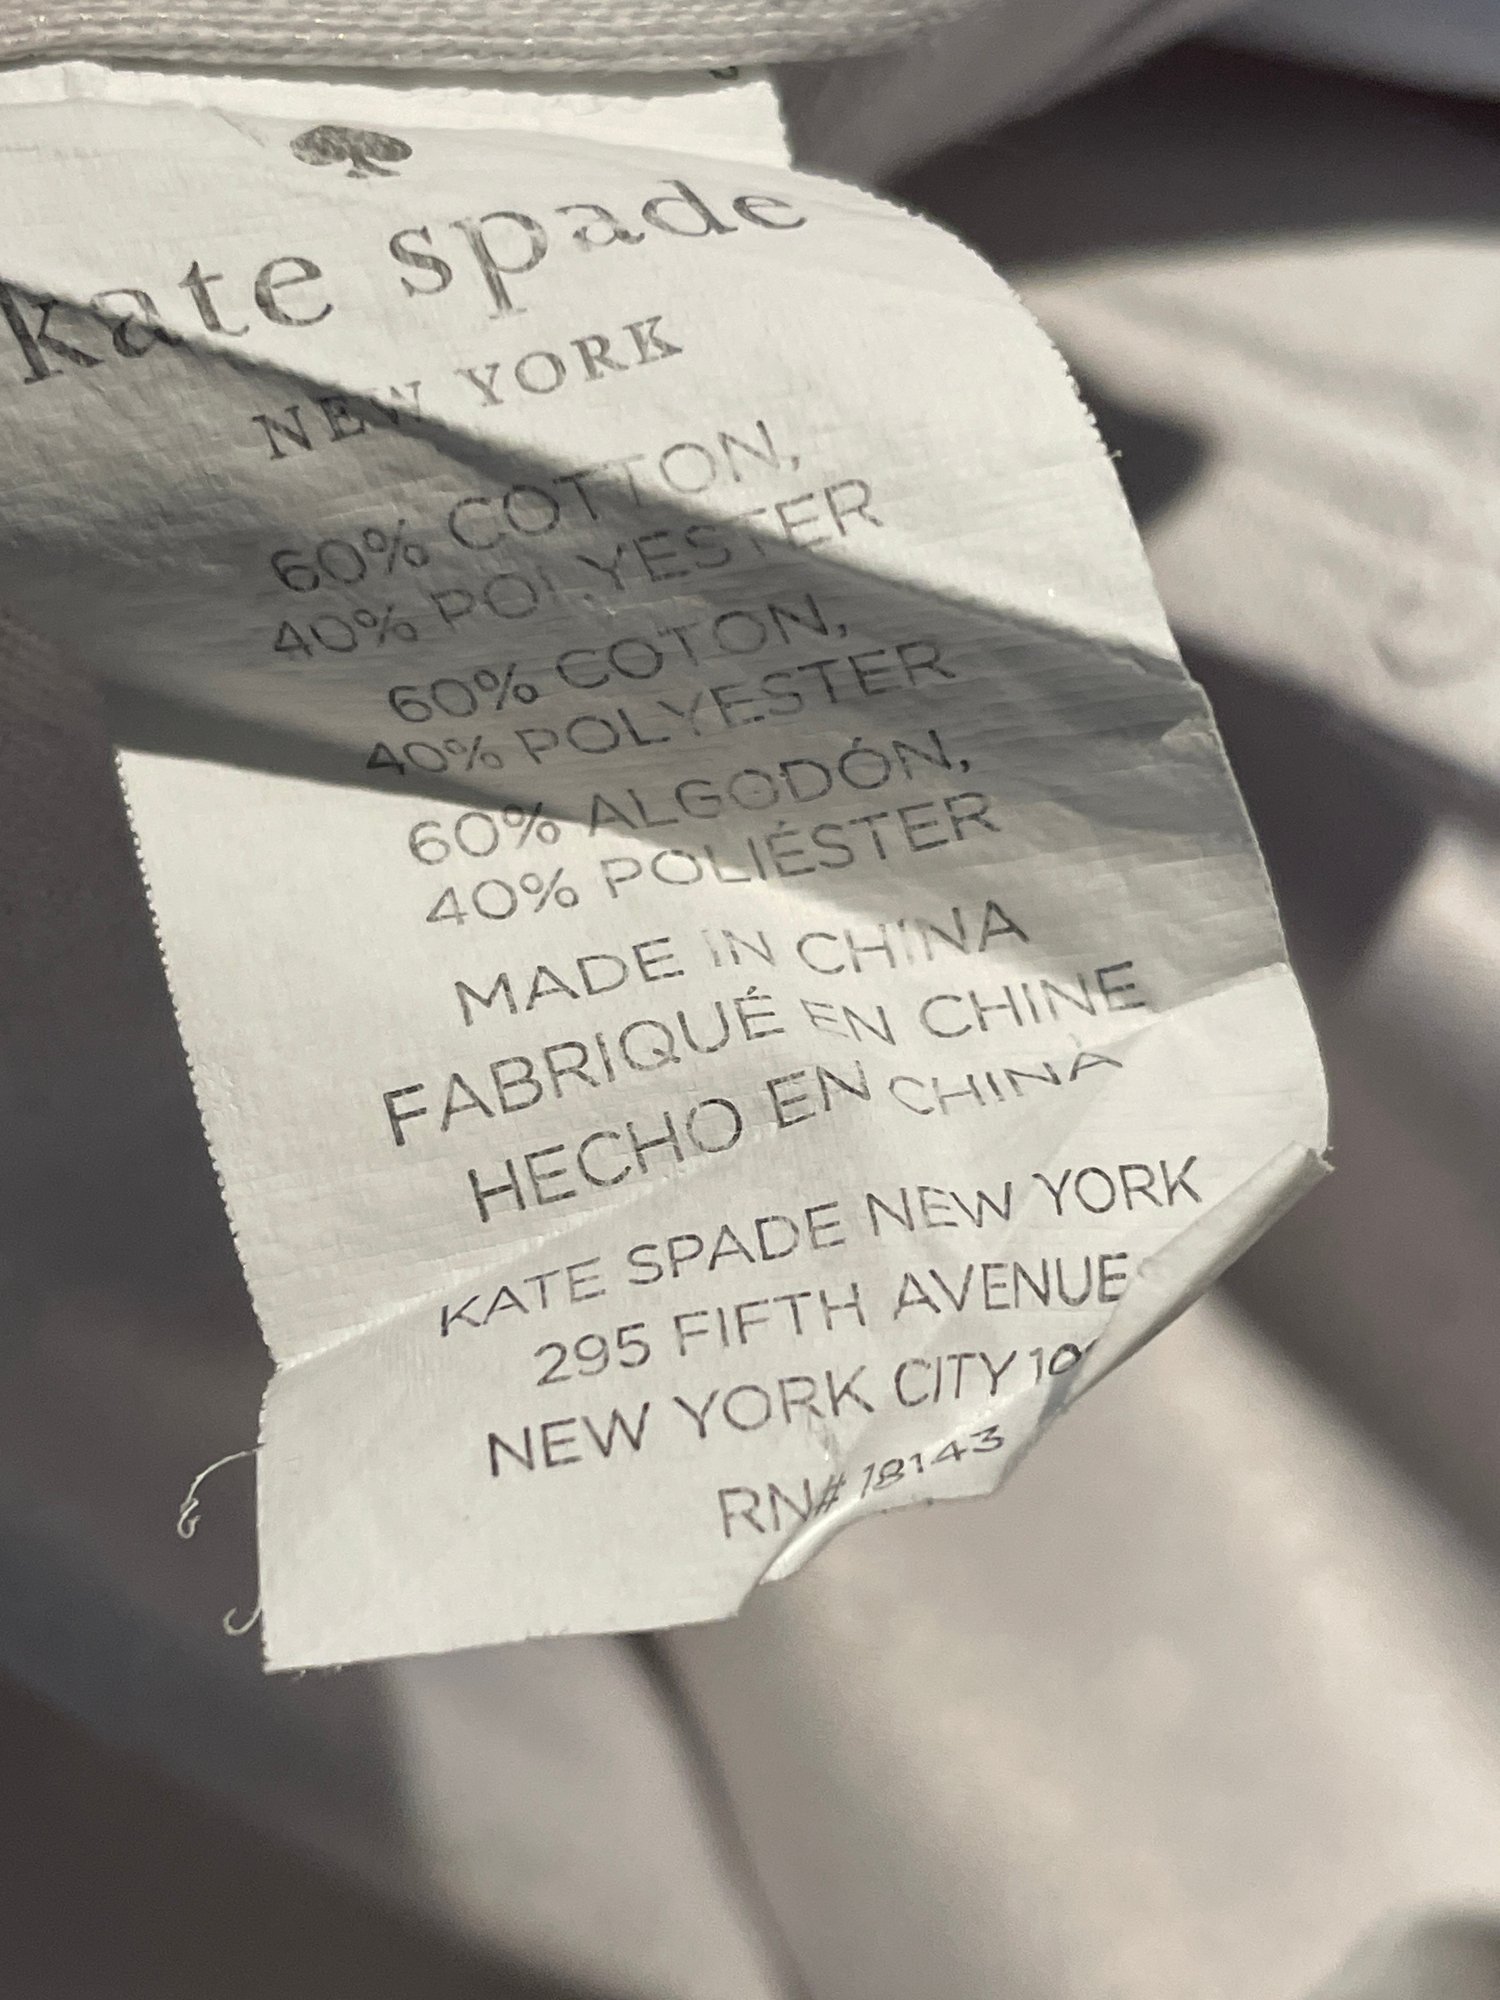 kate spade
NEW YORK
60% COTTON,
40% POLYESTER
60% COTON,
40% POLYESTER
60% ALGODÓN,
40% POLIÉSTER
MADE IN CHINA
FABRIQUÉ EN CHINE
HECHO EN CHINA
KATE SPADE NEW YORK
295 FIFTH AVENUE
NEW YORK CITY
RN# 18143